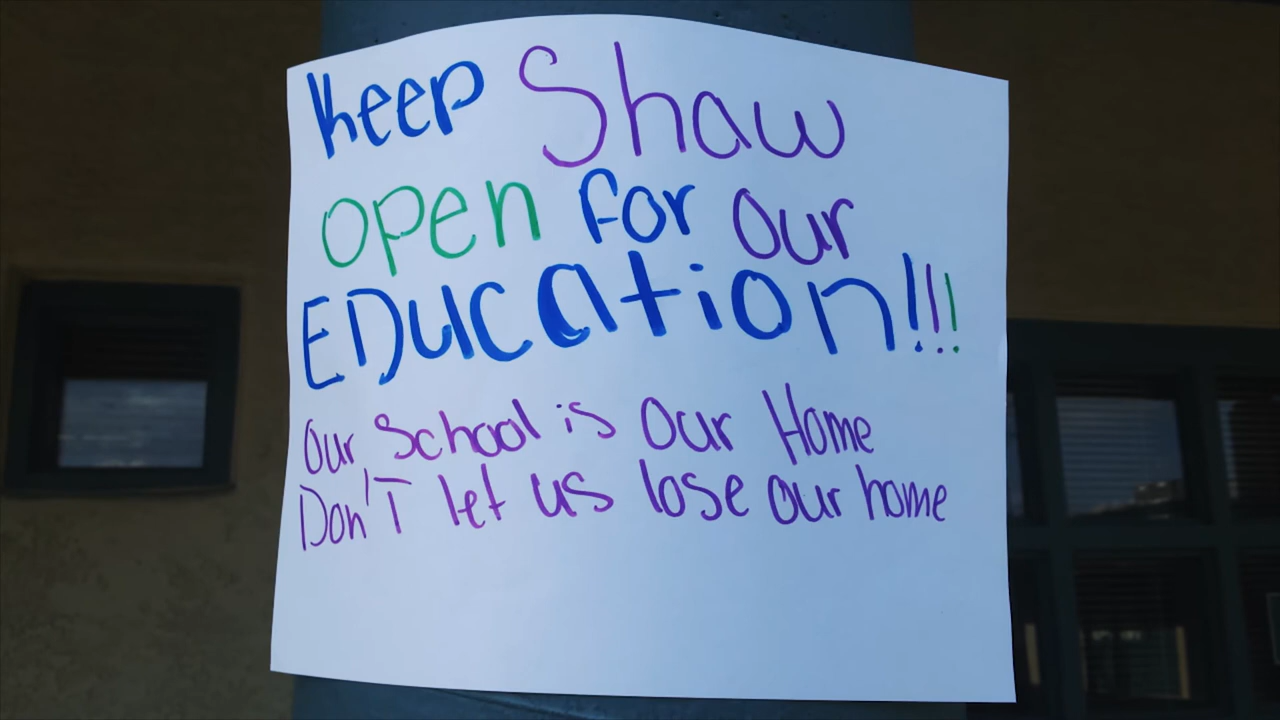 Keep Shaw
open for our
EDucation!!!
Our School is Our Home
Don'T let us lose our home